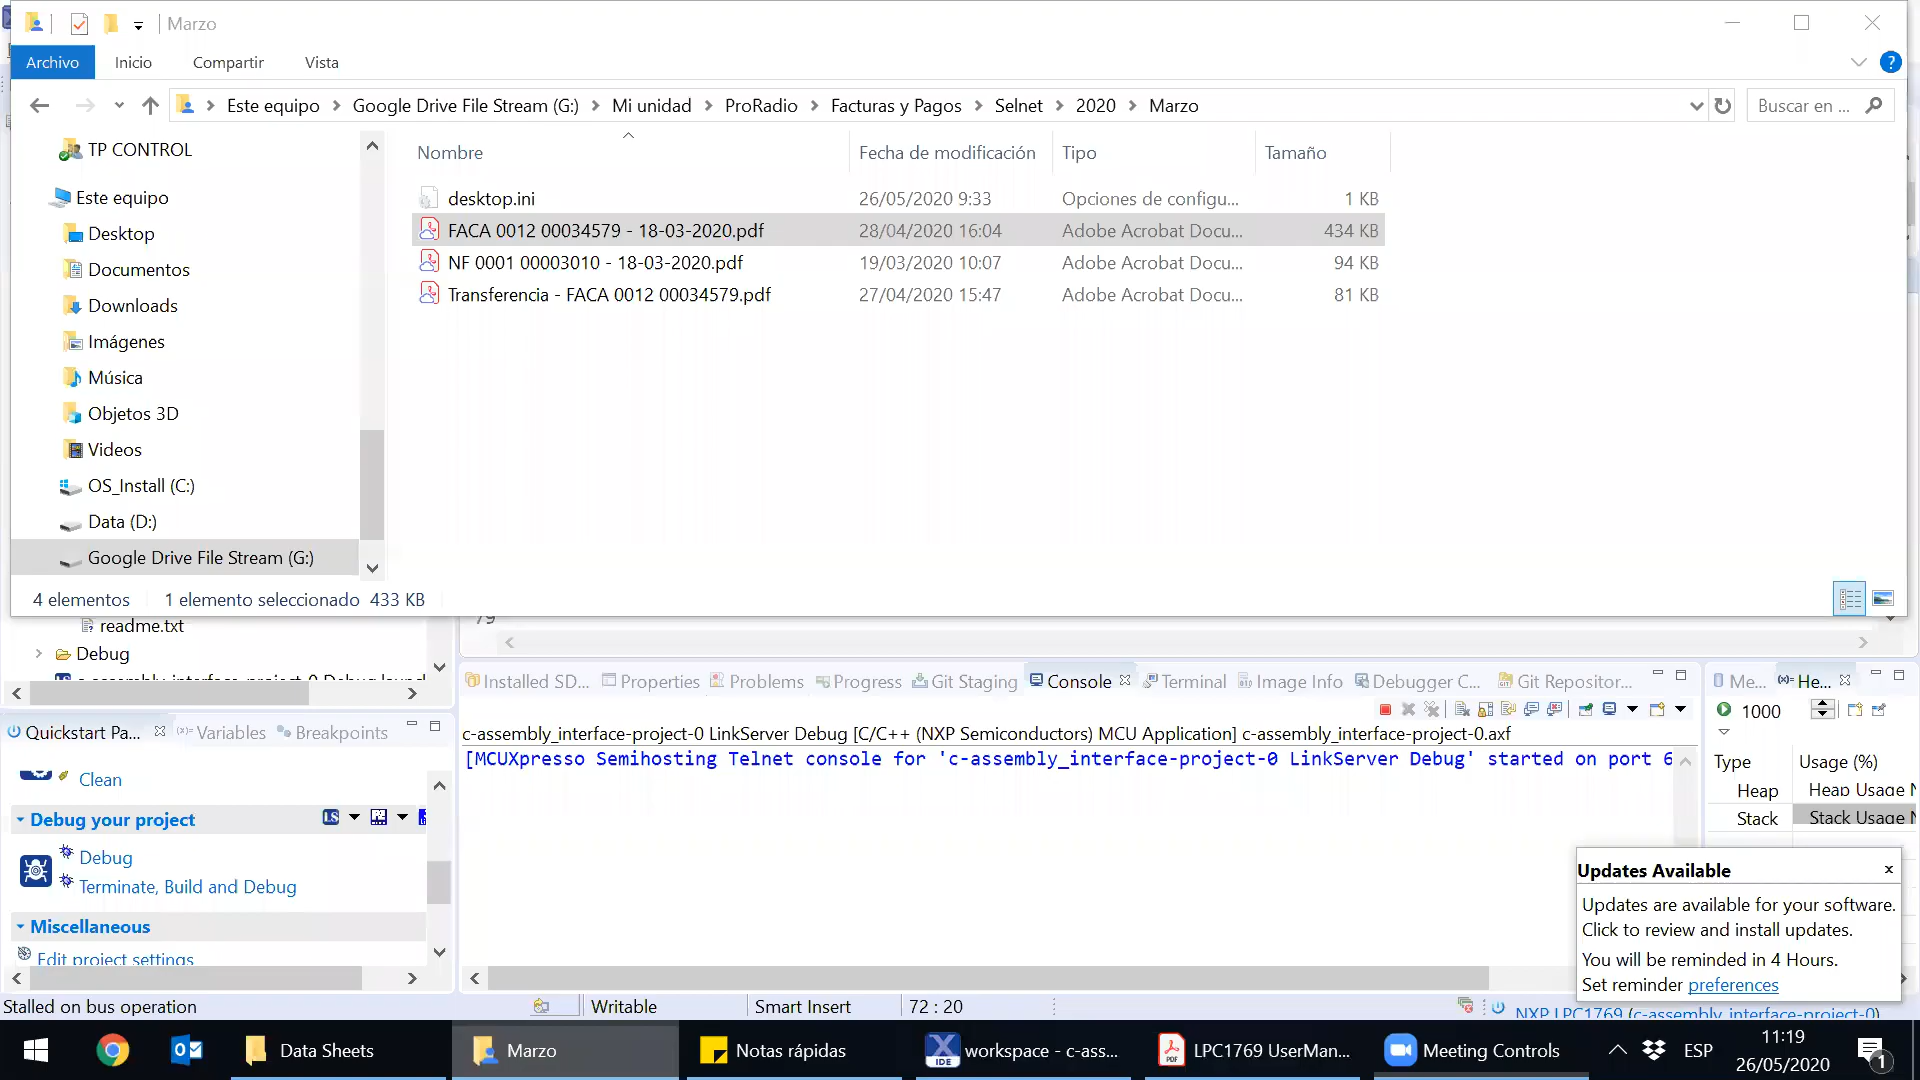 Marzo
Archivo Inicio Compartir Vista
Este equipo Google Drive File Stream (G:) Mi unidad ProRadio Facturas y Pagos Selnet 2020 Marzo
Buscar en ...
TP CONTROL
Este equipo
Desktop
Documentos
Downloads
Imágenes
Música
Objetos 3D
Videos
OS_Install (C:)
Data (D:)
Google Drive File Stream (G:)
Nombre Fecha de modificación Tipo Tamaño
desktop.ini 26/05/2020 9:33 Opciones de configu... 1 KB
FACA 0012 00034579 - 18-03-2020.pdf 28/04/2020 16:04 Adobe Acrobat Docu... 434 KB
NF 0001 00003010 - 18-03-2020.pdf 19/03/2020 10:07 Adobe Acrobat Docu... 94 KB
Transferencia - FACA 0012 00034579.pdf 27/04/2020 15:47 Adobe Acrobat Docu... 81 KB
4 elementos 1 elemento seleccionado 433 KB
readme.txt
Debug
79
Installed SD... Properties Problems Progress Git Staging Console Terminal Image Info Debugger C... Git Repositor...
Me... He...
Quickstart Pa... Variables Breakpoints
c-assembly_interface-project-0 LinkServer Debug [C/C++ (NXP Semiconductors) MCU Application] c-assembly_interface-project-0.axf
[MCUXpresso Semihosting Telnet console for 'c-assembly_interface-project-0 LinkServer Debug' started on port 6
1000
Type Usage (%)
Heap Heap Usage
Stack Stack Usage
Clean
Debug your project
LS
Debug
Terminate, Build and Debug
Miscellaneous
Edit project settings
Updates Available
Updates are available for your software.
Click to review and install updates.
You will be reminded in 4 Hours.
Set reminder preferences
Stalled on bus operation Writable Smart Insert 72 : 20
NXP LPC1769 (c-assembly_interface-project-0)
Data Sheets Marzo Notas rápidas IDE workspace - c-ass... PDF LPC1769 UserMan... Meeting Controls ESP
11:19
26/05/2020
1